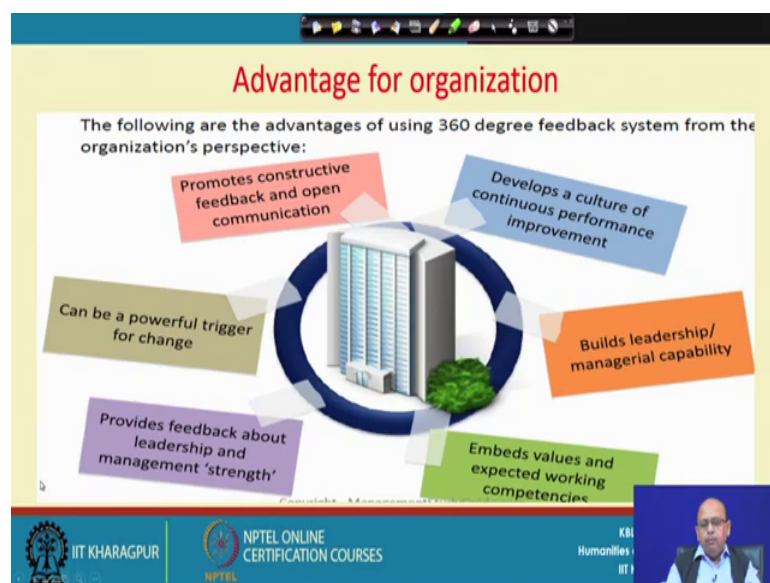 Advantage for organization
The following are the advantages of using 360 degree feedback system from the
organization's perspective:
Promotes constructive
feedback and open
communication
Develops a culture of
continuous performance
improvement
Can be a powerful trigger
for change
Builds leadership/
managerial capability
Provides feedback about
leadership and
management 'strength'
Embeds values and
expected working
competencies
IIT KHARAGPUR
NPTEL
NPTEL ONLINE
CERTIFICATION COURSES
KBL
Humanities
IIT